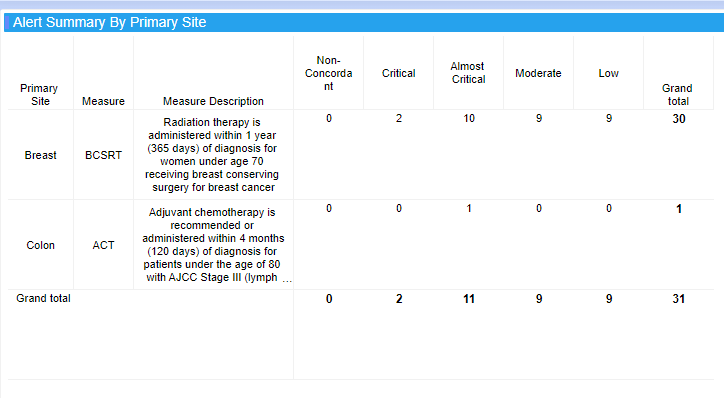 Alert Summary By Primary Site
Primary
Site
Measure
Measure Description
Non-
Concorda
nt
Critical
Almost
Critical
Moderate
Low
Grand
total
Breast
BCSRT
Radiation therapy is
administered within 1 year
(365 days) of diagnosis for
women under age 70
receiving breast conserving
surgery for breast cancer
0
2
10
9
9
30
Colon
ACT
Adjuvant chemotherapy is
recommended or
administered within 4 months
(120 days) of diagnosis for
patients under the age of 80
with AJCC Stage III (lymph ...
0
0
1
0
0
1
Grand total
0
2
11
9
9
31